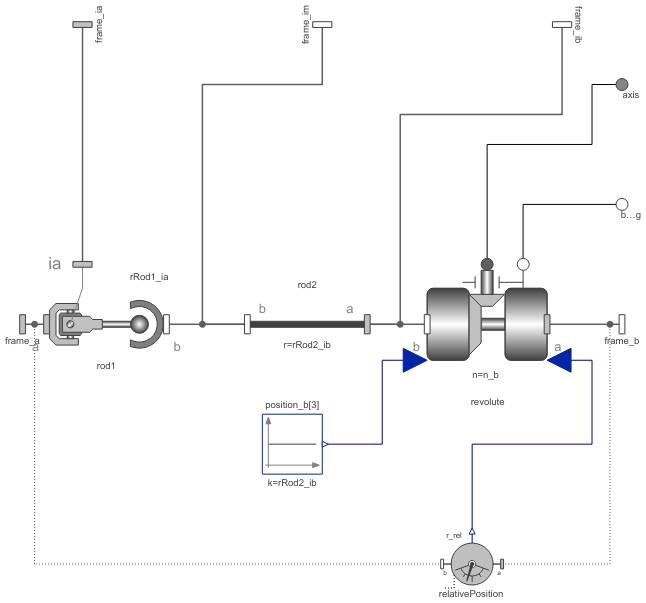 frame_ia
frame_im
frame_ib
axis
b...g
ia
rRod1_ia
rod2
b
a
frame_a
a
b
rod1
r=rRod2_ib
b
a
frame_b
n=n_b
revolute
position_b[3]
k=rRod2_ib
r_rel
b
a
relativePosition